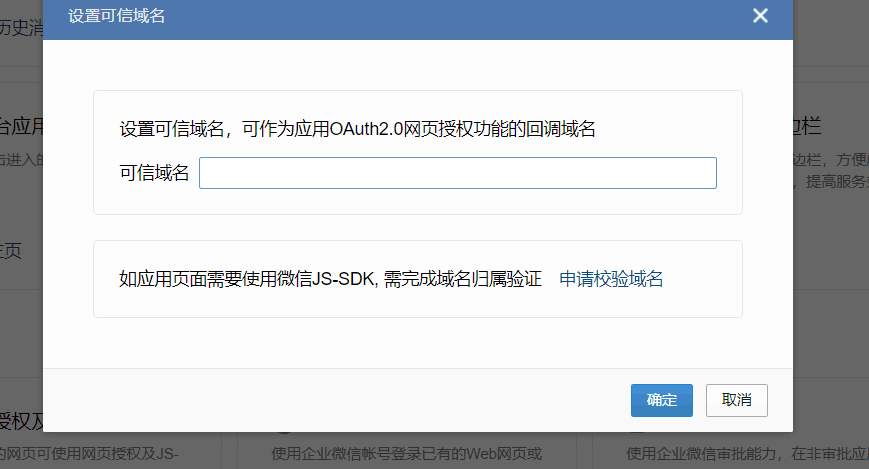 设置可信域名
历史消
台应用
边栏
击进入的
边栏，方便
，提高服务
设置可信域名，可作为应用OAuth2.0网页授权功能的回调域名
可信域名
主页
如应用页面需要使用微信JS-SDK, 需完成域名归属验证 申请校验域名
确定 取消
授权及
的网页可使用网页授权及JS-
使用企业微信帐号登录已有的Web网页或
使用企业微信审批能力，在非审批应